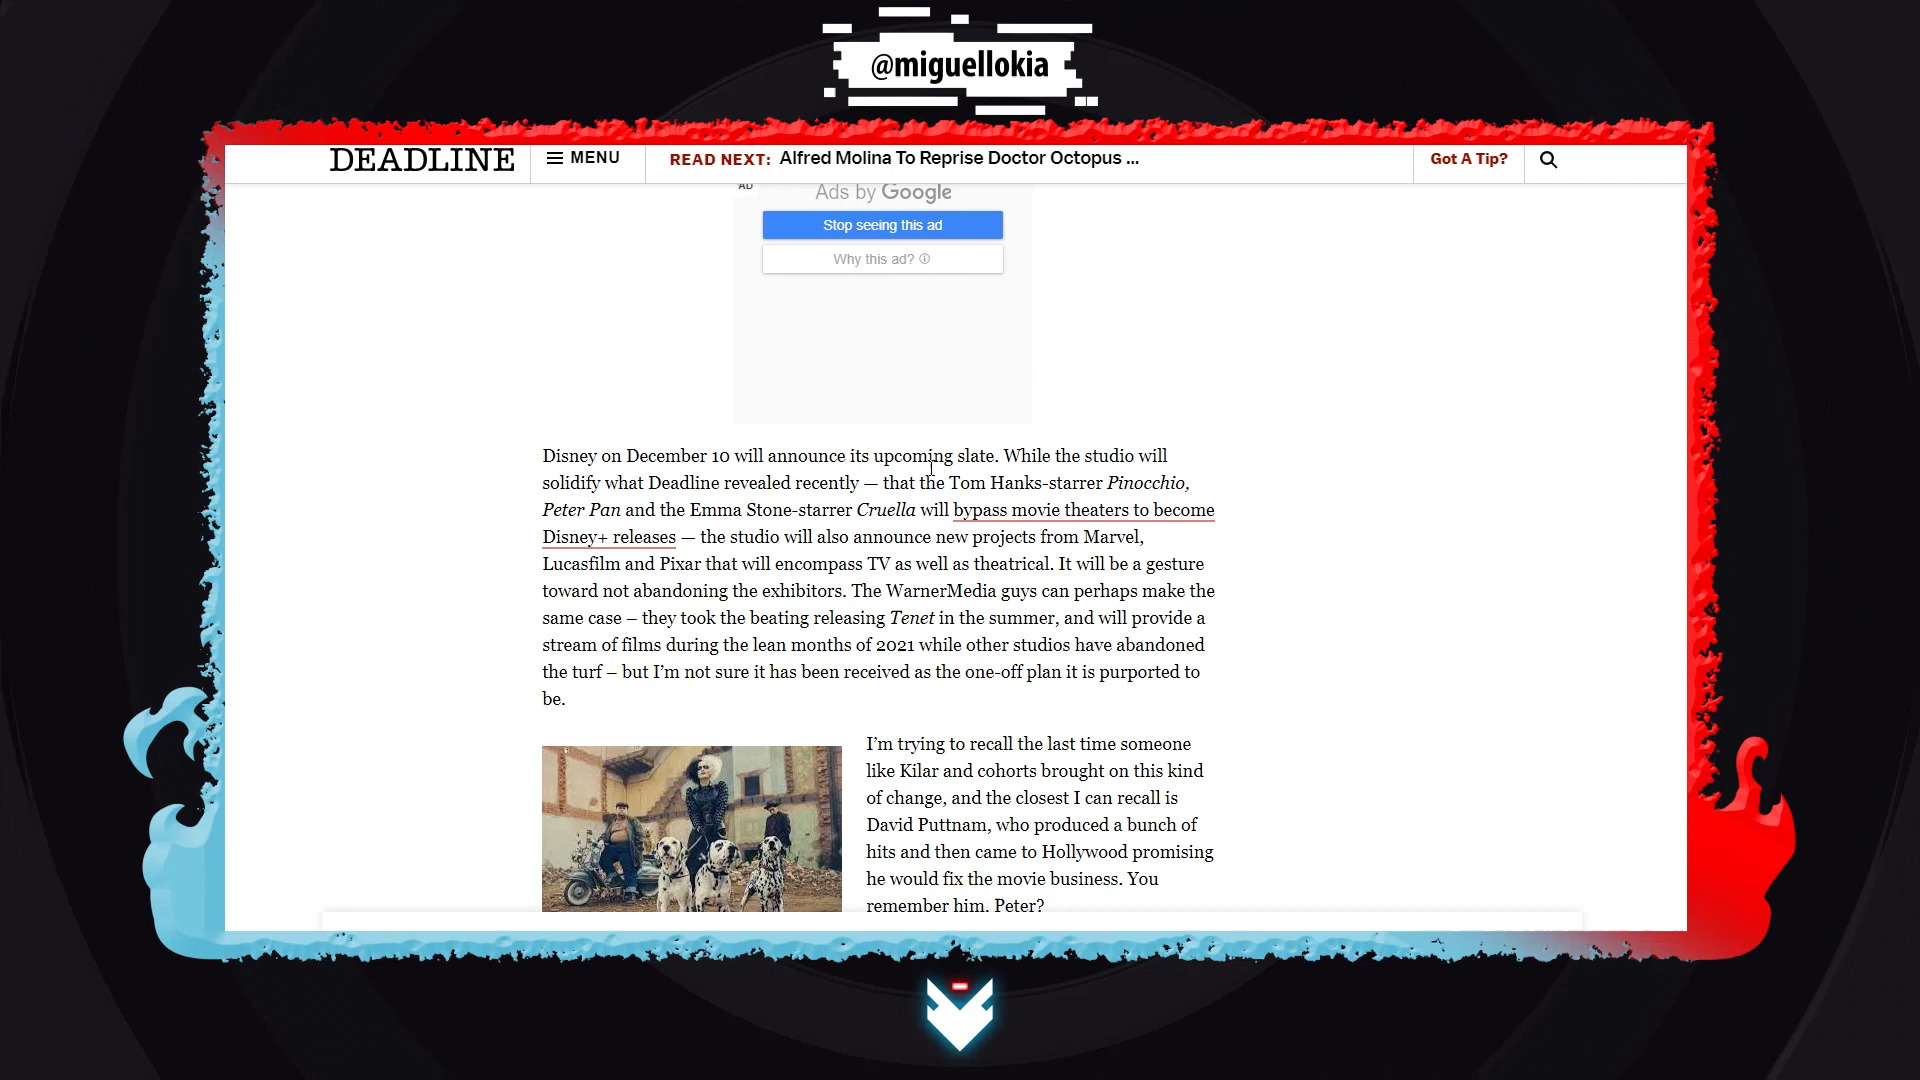 @miguellokia
DEADLINE
MENU
READ NEXT: Alfred Molina To Reprise Doctor Octopus ...
Got A Tip?
AD
Ads by Google
Stop seeing this ad
Why this ad?
Disney on December 10 will announce its upcoming slate. While the studio will
solidify what Deadline revealed recently — that the Tom Hanks-starrer Pinocchio,
Peter Pan and the Emma Stone-starrer Cruella will bypass movie theaters to become
Disney+ releases — the studio will also announce new projects from Marvel,
Lucasfilm and Pixar that will encompass TV as well as theatrical. It will be a gesture
toward not abandoning the exhibitors. The WarnerMedia guys can perhaps make the
same case – they took the beating releasing Tenet in the summer, and will provide a
stream of films during the lean months of 2021 while other studios have abandoned
the turf – but I’m not sure it has been received as the one-off plan it is purported to
be.
I’m trying to recall the last time someone
like Kilar and cohorts brought on this kind
of change, and the closest I can recall is
David Puttnam, who produced a bunch of
hits and then came to Hollywood promising
he would fix the movie business. You
remember him, Peter?